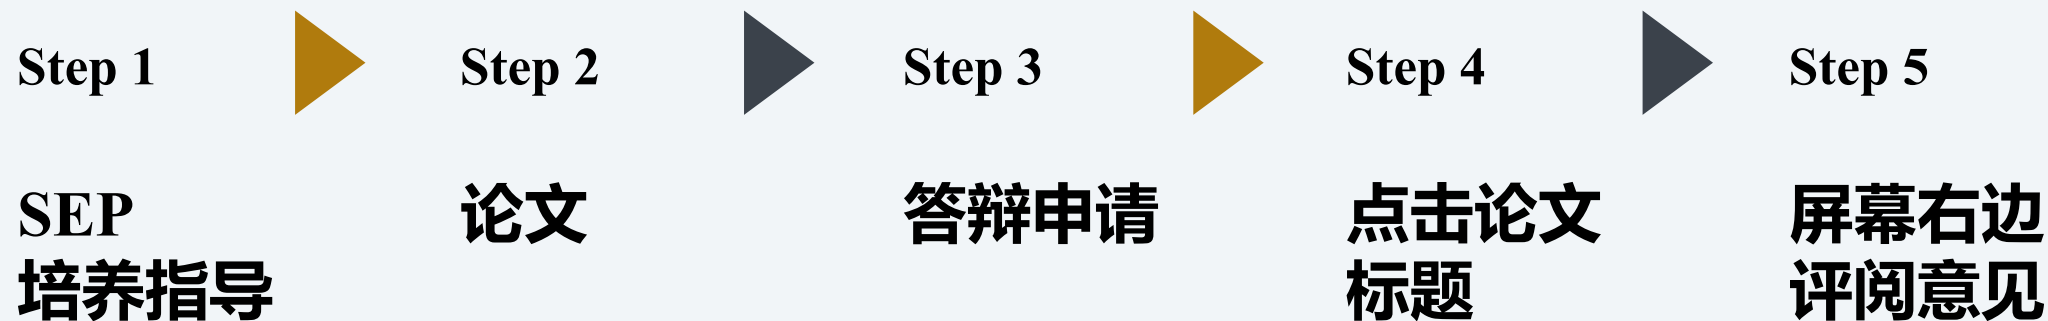 Step 1
Step 2
Step 3
Step 4
Step 5
SEP
培养指导
论文
答辩申请
点击论文
标题
屏幕右边
评阅意见